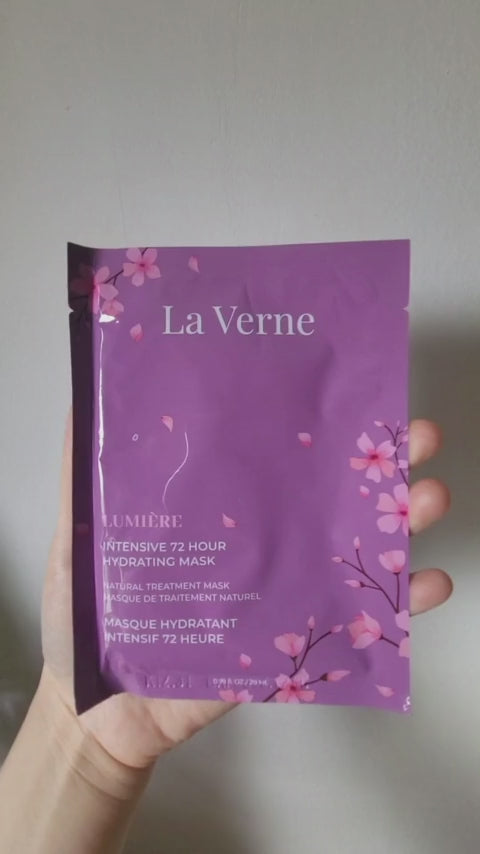 La Verne
LUMIÈRE
INTENSIVE 72 HOUR
HYDRATING MASK
NATURAL TREATMENT MASK
MASQUE DE TRAITEMENT NATUREL
MASQUE HYDRATANT
INTENSIF 72 HEURE